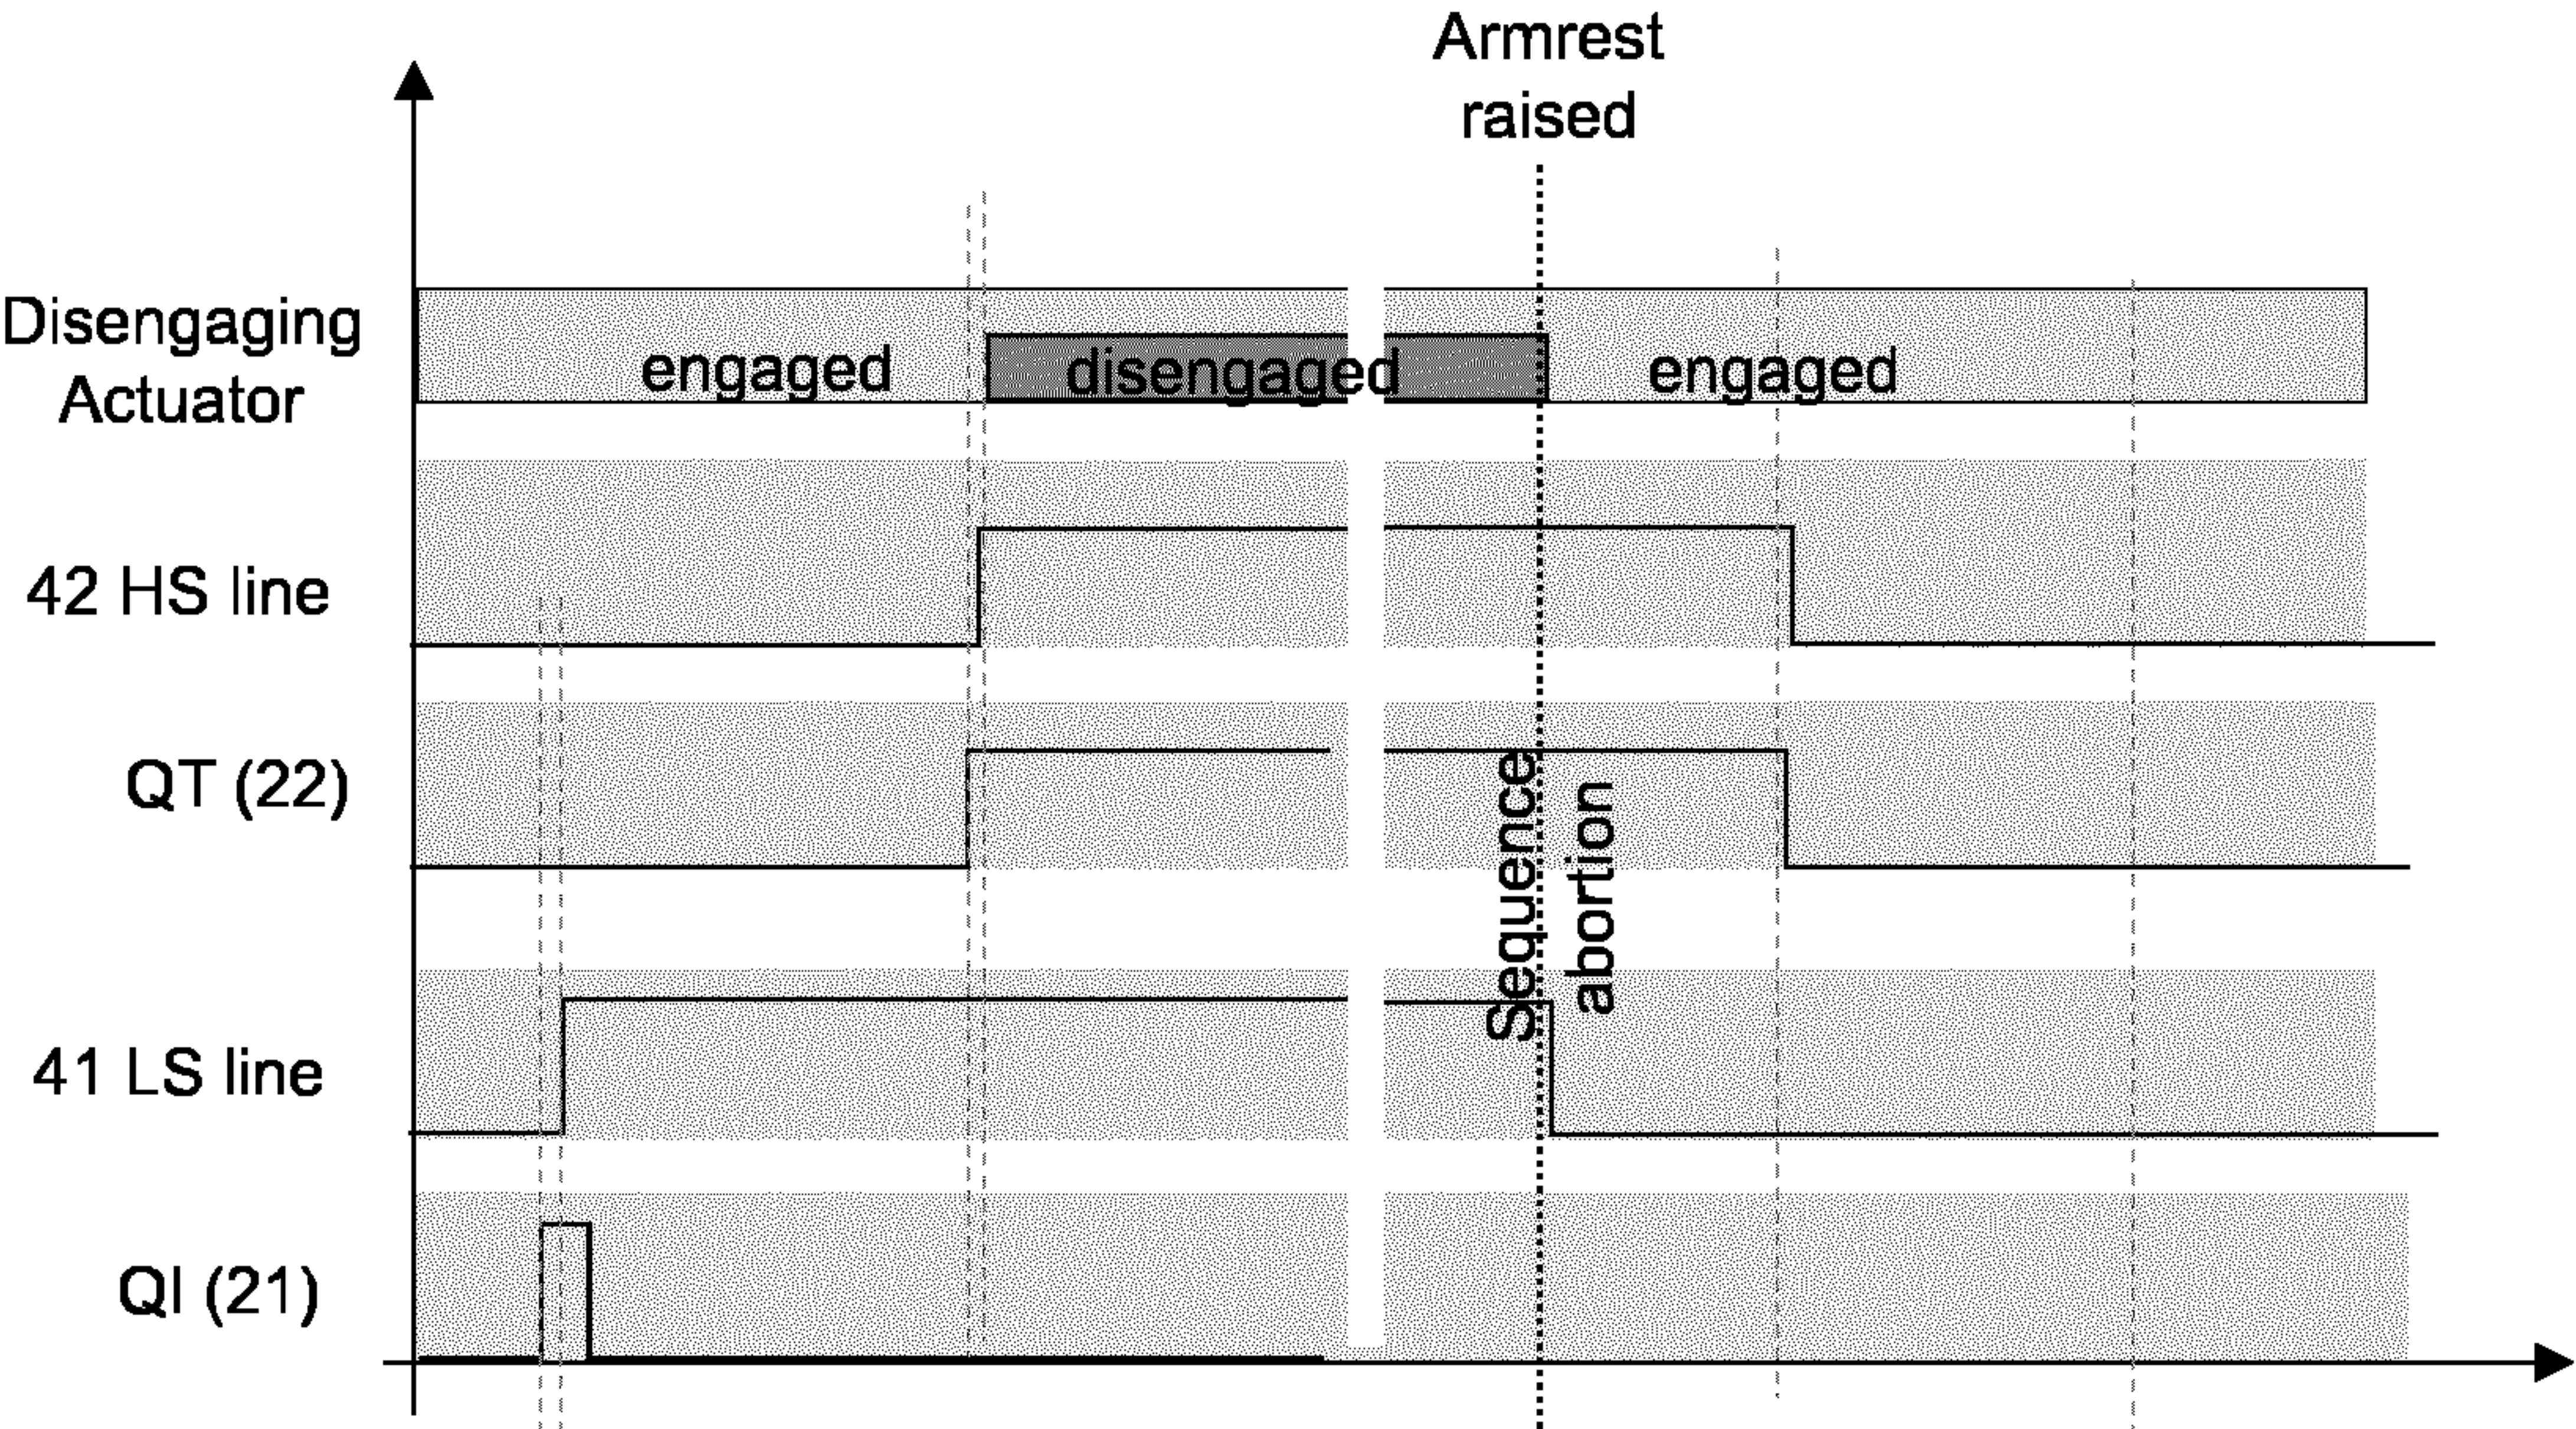 Armrest
raised
Disengaging
Actuator
engaged
disengaged
engaged
42 HS line
QT (22)
Sequence
abortion
41 LS line
QI (21)